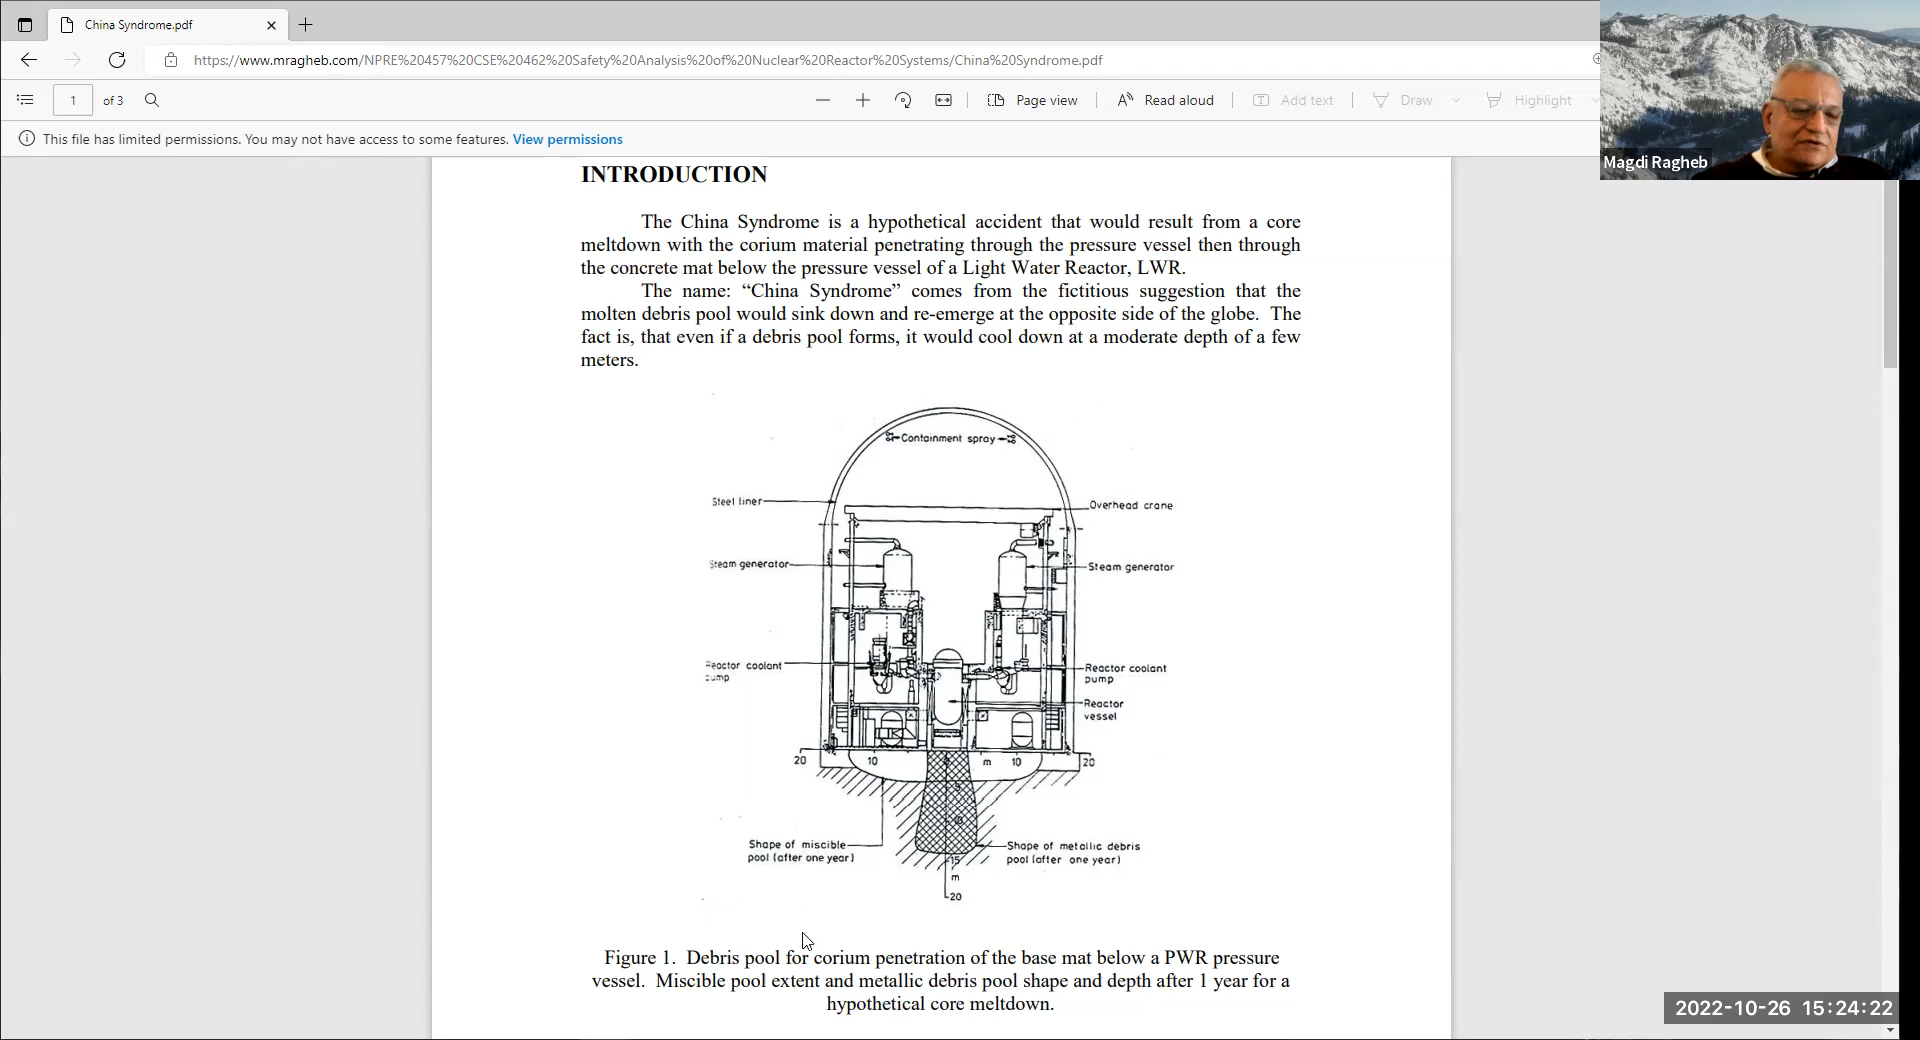 China Syndrome.pdf
https://www.mragheb.com/NPRE%20457%20CSE%20462%20Safety%20Analysis%20of%20Nuclear%20Reactor%20Systems/China%20Syndrome.pdf
1 of 3 Page view Read aloud Add text Draw Highlight
This file has limited permissions. You may not have access to some features. View permissions
Magdi Ragheb
INTRODUCTION
The China Syndrome is a hypothetical accident that would result from a core
meltdown with the corium material penetrating through the pressure vessel then through
the concrete mat below the pressure vessel of a Light Water Reactor, LWR.
The name: “China Syndrome” comes from the fictitious suggestion that the
molten debris pool would sink down and re-emerge at the opposite side of the globe. The
fact is, that even if a debris pool forms, it would cool down at a moderate depth of a few
meters.
Containment spray
Steel liner
Overhead crane
Steam generator
Steam generator
Reactor coolant
pump
Reactor coolant
pump
Reactor
vessel
20 10 m 10 20
5
10
Shape of miscible
pool (after one year)
Shape of metallic debris
pool (after one year)
15
m
20
Figure 1. Debris pool for corium penetration of the base mat below a PWR pressure
vessel. Miscible pool extent and metallic debris pool shape and depth after 1 year for a
hypothetical core meltdown.
2022-10-26 15:24:22